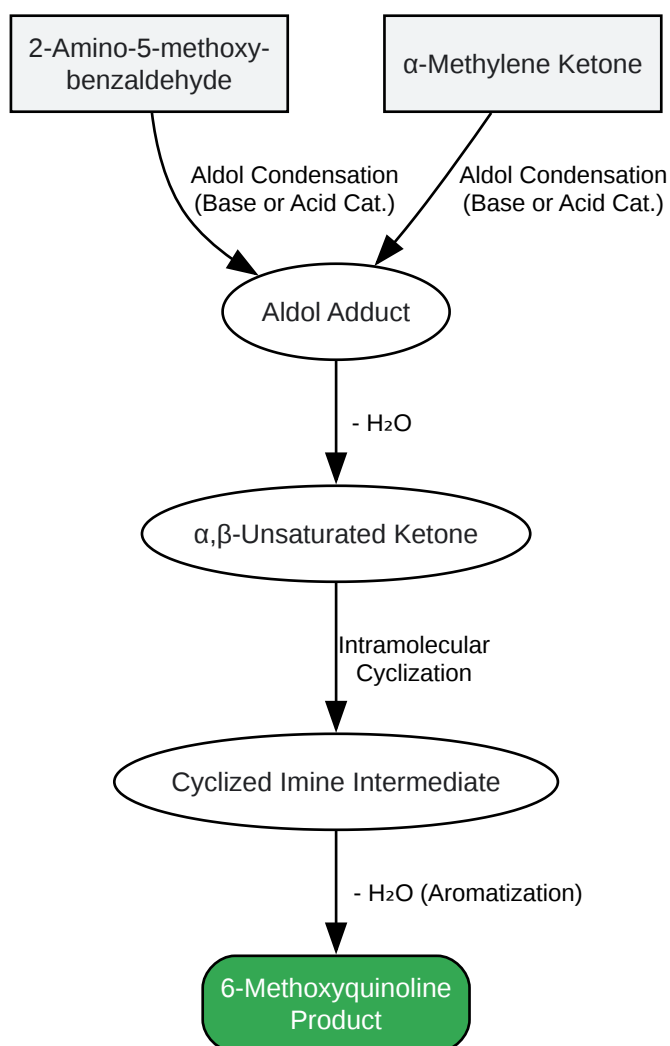 2-Amino-5-methoxy-
benzaldehyde
α-Methylene Ketone
Aldol Condensation
(Base or Acid Cat.)
Aldol Condensation
(Base or Acid Cat.)
Aldol Adduct
- H₂O
α,β-Unsaturated Ketone
Intramolecular
Cyclization
Cyclized Imine Intermediate
- H₂O (Aromatization)
6-Methoxyquinoline
Product